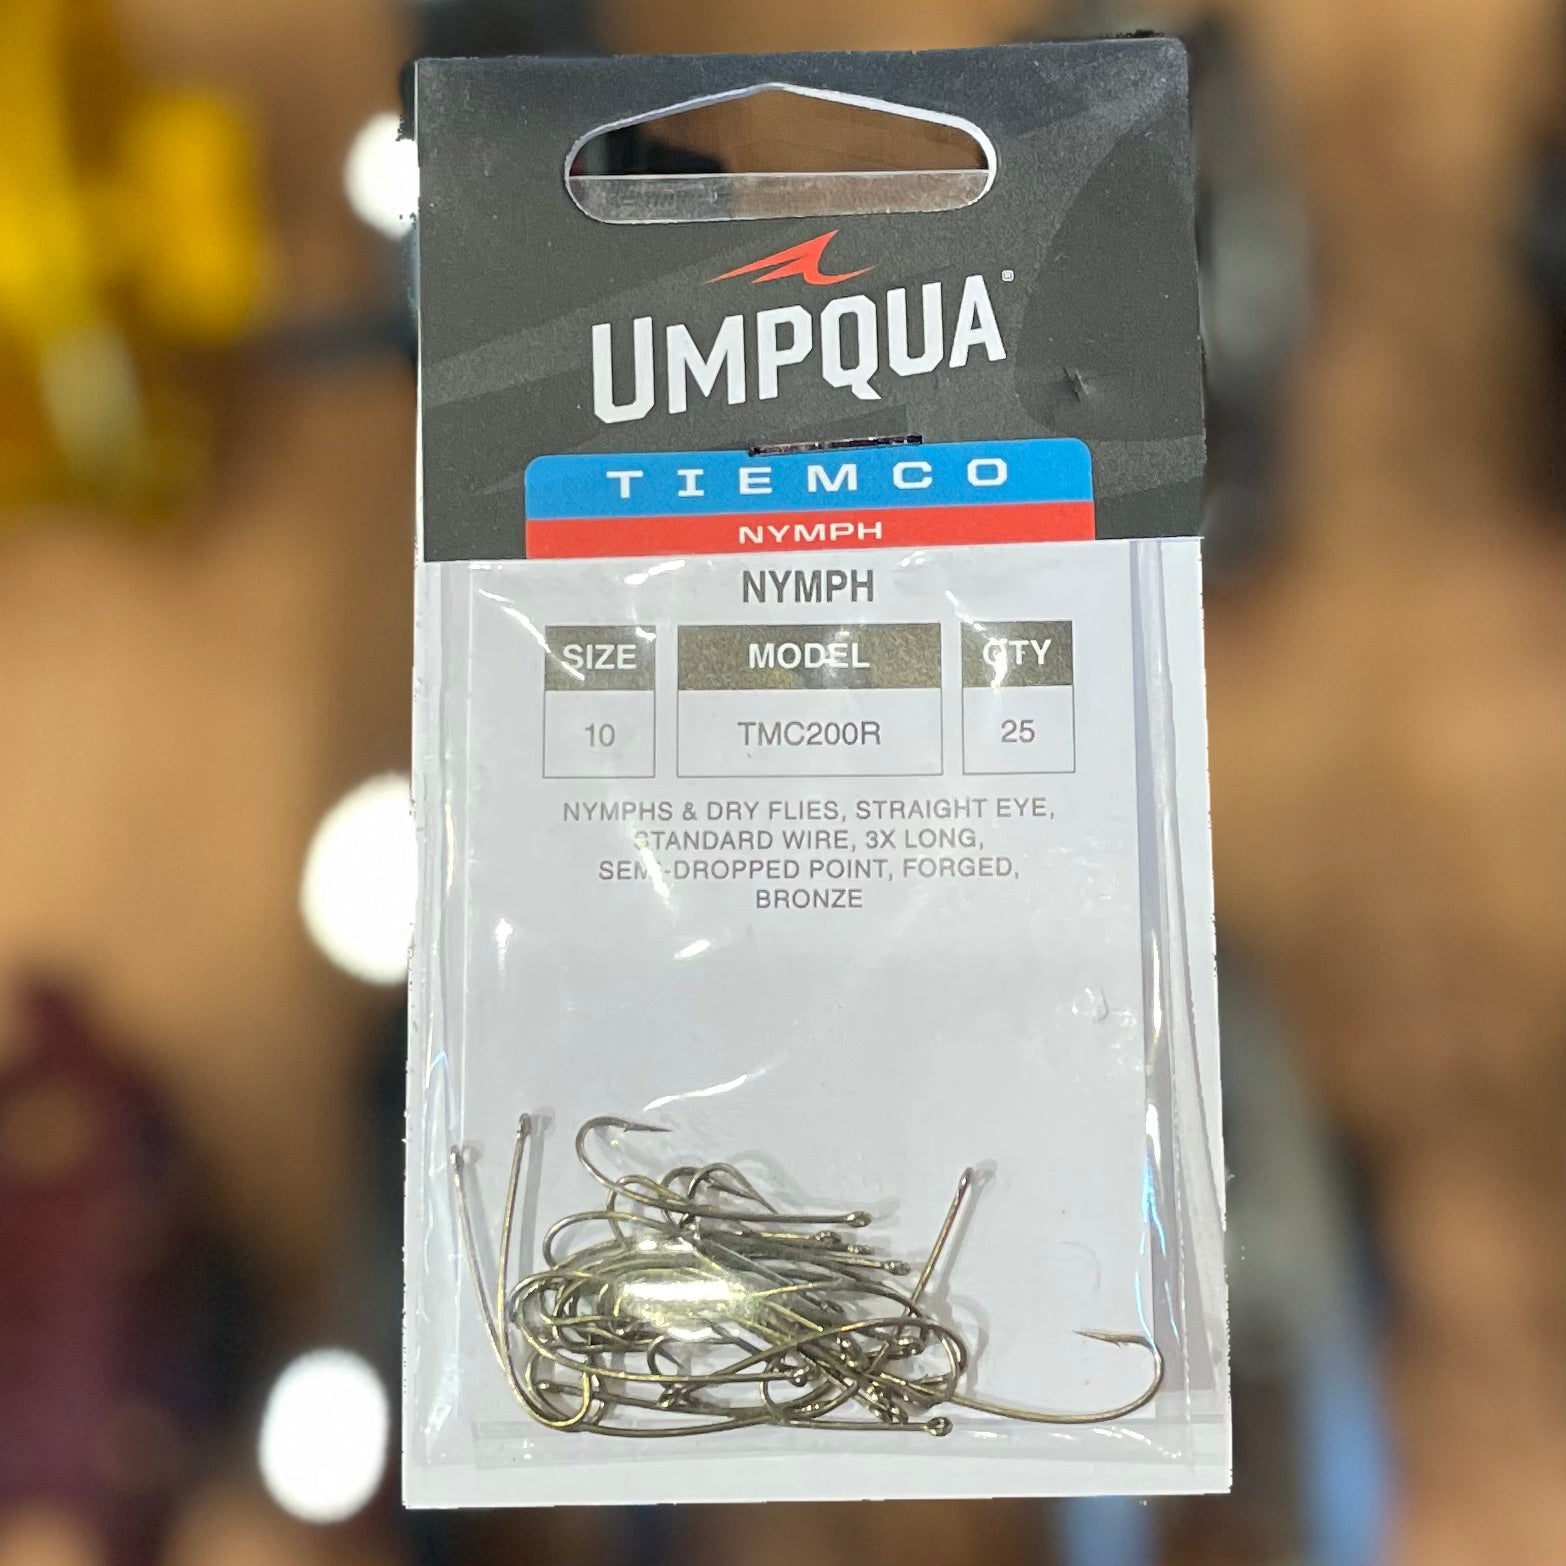 UMPQUA®
TIEMCO
NYMPH
NYMPH
SIZE MODEL QTY
10 TMC200R 25
NYMPHS & DRY FLIES, STRAIGHT EYE,
STANDARD WIRE, 3X LONG,
SEMI-DROPPED POINT, FORGED,
BRONZE